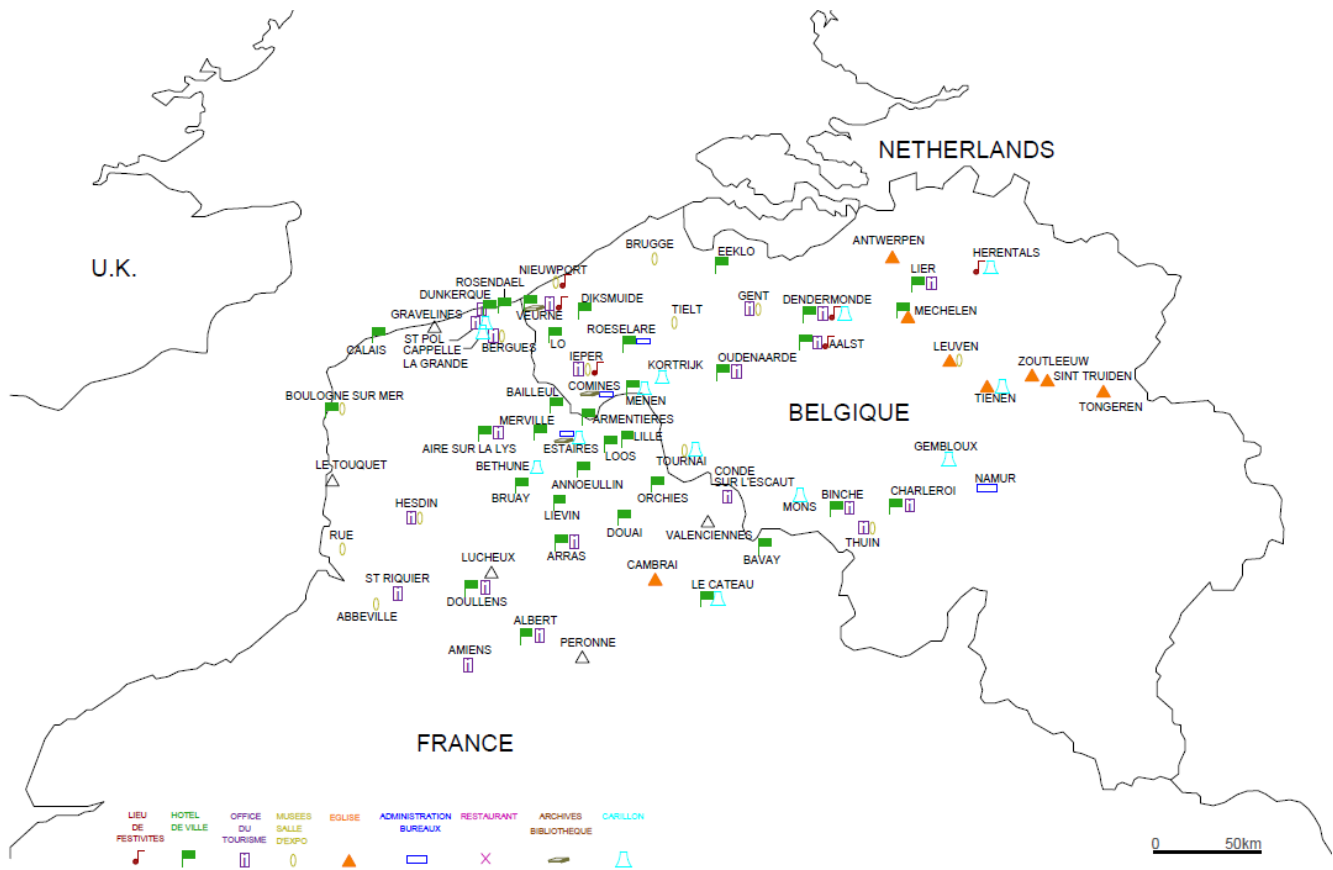 NETHERLANDS
ANTWERPEN
BRUGGE
EEKLO
HERENTALS
U.K.
NIEUWPORT
LIER
ROSENDAEL
DUNKERQUE
DIKSMUIDE
TIELT
GENT
DENDERMONDE
GRAVELINES
VEURNE
MECHELEN
ROESELARE
ST POL
CAPPELLE
LA GRANDE
BERGUES
LO
CALAIS
AALST
LEUVEN
IEPER
KORTRIJK
OUDENAARDE
ZOUTLEEUW
SINT TRUIDEN
COMINES
MENEN
BAILLEUL
BOULOGNE SUR MER
TIENEN
TONGEREN
BELGIQUE
MERVILLE
ARMENTIERES
LILLE
AIRE SUR LA LYS
ESTAIRES
LOOS
TOURNAI
GEMBLOUX
LE TOUQUET
BETHUNE
CONDE
SUR L'ESCAUT
ANNOEULLIN
ORCHIES
NAMUR
BRUAY
MONS
BINCHE
CHARLEROI
HESDIN
LIEVIN
DOUAI
VALENCIENNES
RUE
THUIN
ARRAS
BAVAY
LUCHEUX
CAMBRAI
ST RIQUIER
LE CATEAU
DOULLENS
ABBEVILLE
ALBERT
PERONNE
AMIENS
FRANCE
LIEU
DE
FESTIVITES
HOTEL
DE VILLE
OFFICE
DU
TOURISME
MUSEES
SALLE
D'EXPO
EGLISE
ADMINISTRATION
BUREAUX
RESTAURANT
ARCHIVES
BIBLIOTHEQUE
CARILLON
0 50km